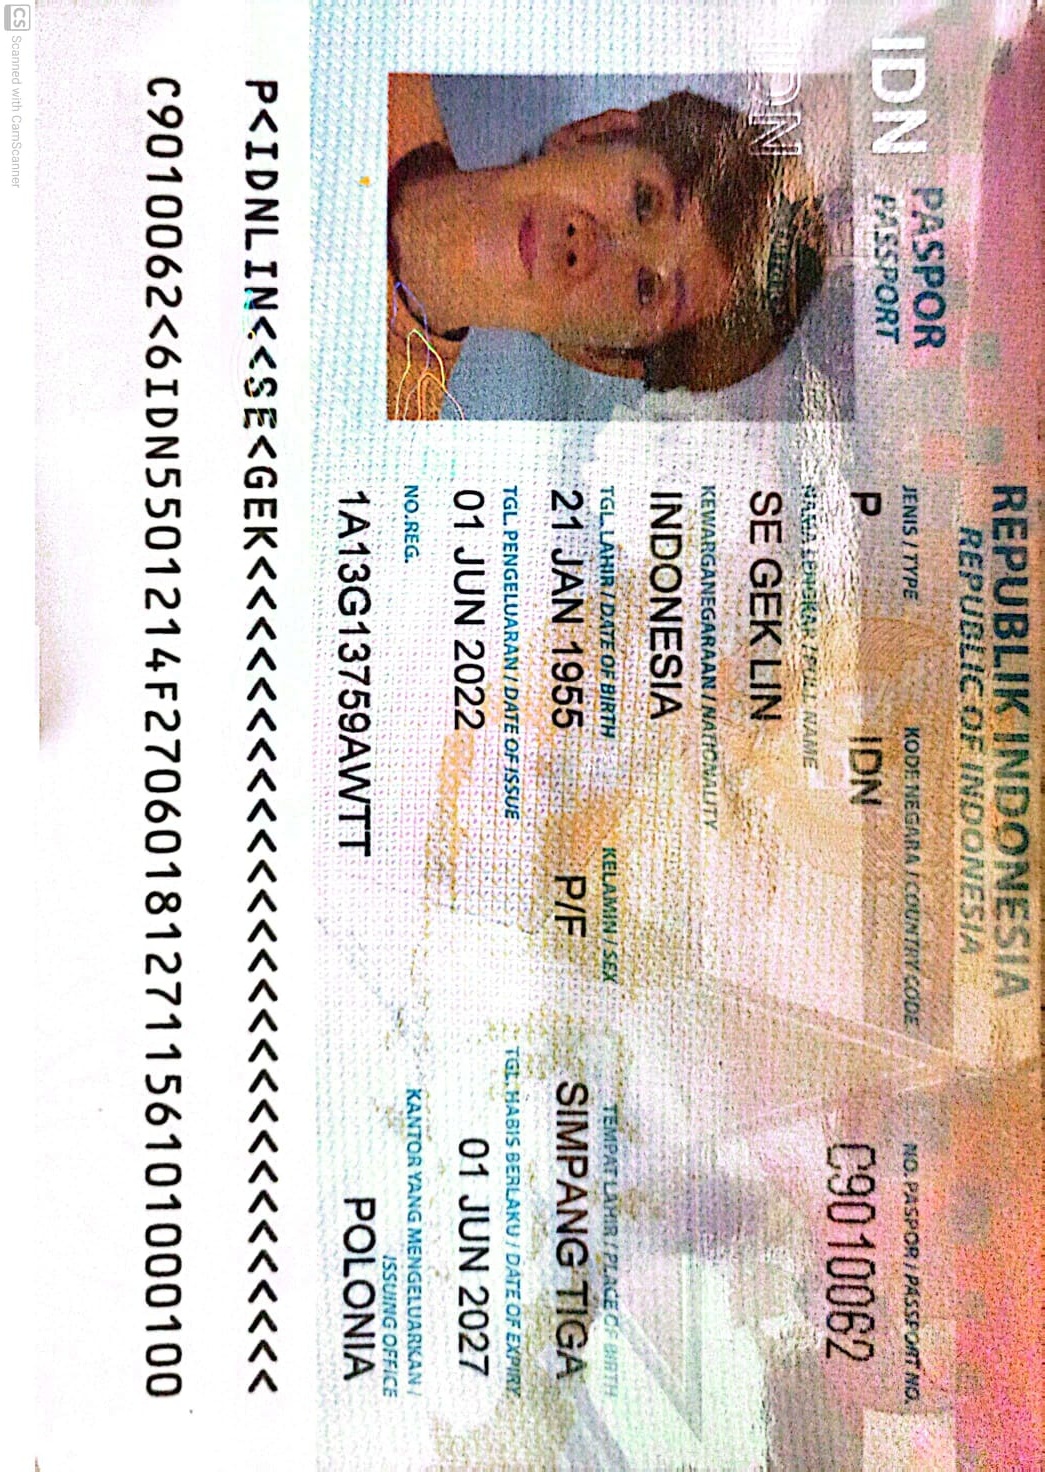 REPUBLIK INDONESIA
REPUBLIC OF INDONESIA
PASPOR
PASSPORT
IDN
IDN
JENIS / TYPE
KODE NEGARA / COUNTRY CODE
NO. PASPOR / PASSPORT NO.
P
IDN
C9010062
NAMA LENGKAP / FULL NAME
SE GEK LIN
KEWARGANEGARAAN / NATIONALITY
INDONESIA
TGL. LAHIR / DATE OF BIRTH
KELAMIN / SEX
TEMPAT LAHIR / PLACE OF BIRTH
21 JAN 1955
P/F
SIMPANG TIGA
TGL. PENGELUARAN / DATE OF ISSUE
TGL. HABIS BERLAKU / DATE OF EXPIRY
01 JUN 2022
01 JUN 2027
NO. REG.
KANTOR YANG MENGELUARKAN /
ISSUING OFFICE
1A13G13759AWTT
POLONIA
P<IDNLIN<<SE<GEK<<<<<<<<<<<<<<<<<<<<<<<<<<<<
C9010062<6IDN5501214F27060181271156101000100
CS Scanned with CamScanner